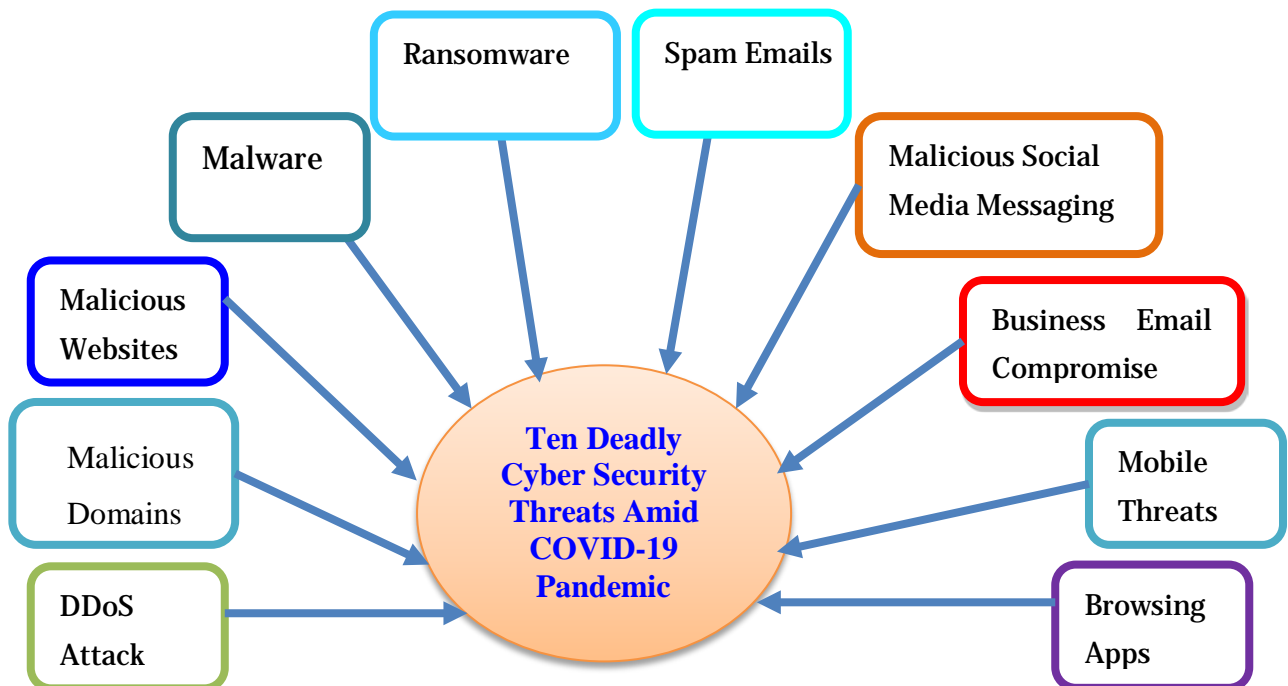 Ransomware
Spam Emails
Malware
Malicious Social
Media Messaging
Malicious
Websites
Business Email
Compromise
Malicious
Domains
Ten Deadly
Cyber Security
Threats Amid
COVID-19
Pandemic
Mobile
Threats
DDoS
Attack
Browsing
Apps